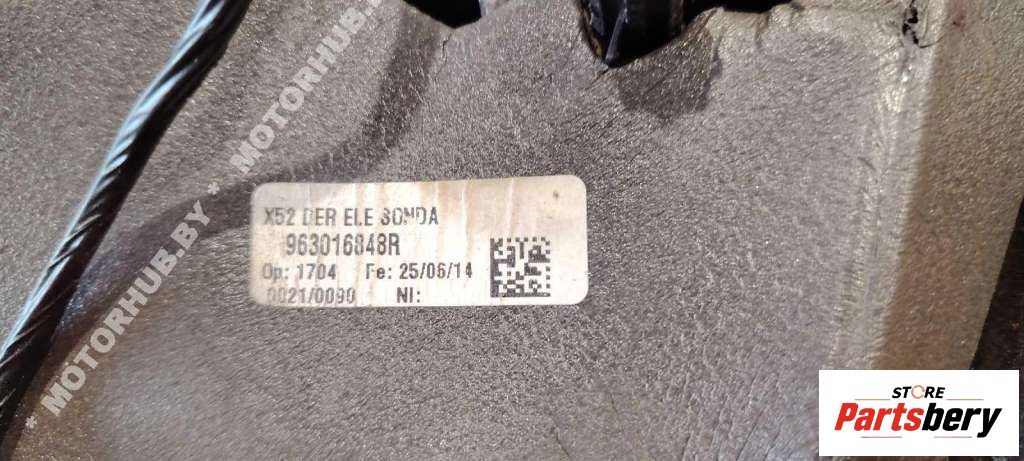 * MOTORHUB.BY * MOTORHUB.BY
X52 DER ELE SONDA
963016848R
Op: 1704 Fe: 25/06/14
0021/0090 NI:
STORE
Partsbery